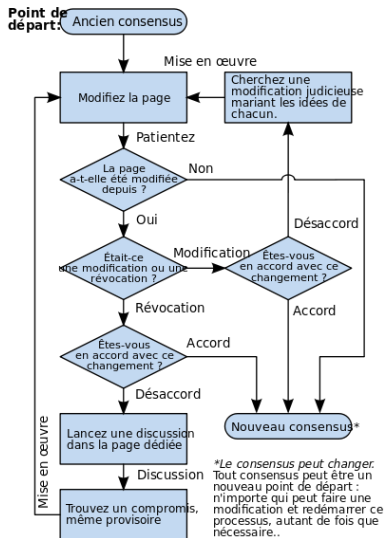 Point de
départ:
Ancien consensus
Mise en œuvre
Modifiez la page
Cherchez une
modification judicieuse
mariant les idées de
chacun.
Patientez
La page
a-t-elle été modifiée
depuis ?
Non
Oui
Désaccord
Était-ce
une modification ou une
révocation ?
Modification
Êtes-vous
en accord avec ce
changement ?
Révocation
Accord
Êtes-vous
en accord avec ce
changement ?
Accord
Désaccord
Nouveau consensus*
Lancez une discussion
dans la page dédiée
Mise en œuvre
Discussion
Trouvez un compromis,
même provisoire
*Le consensus peut changer.
Tout consensus peut être un
nouveau point de départ :
n'importe qui peut faire une
modification et redémarrer ce
processus, autant de fois que
nécessaire..